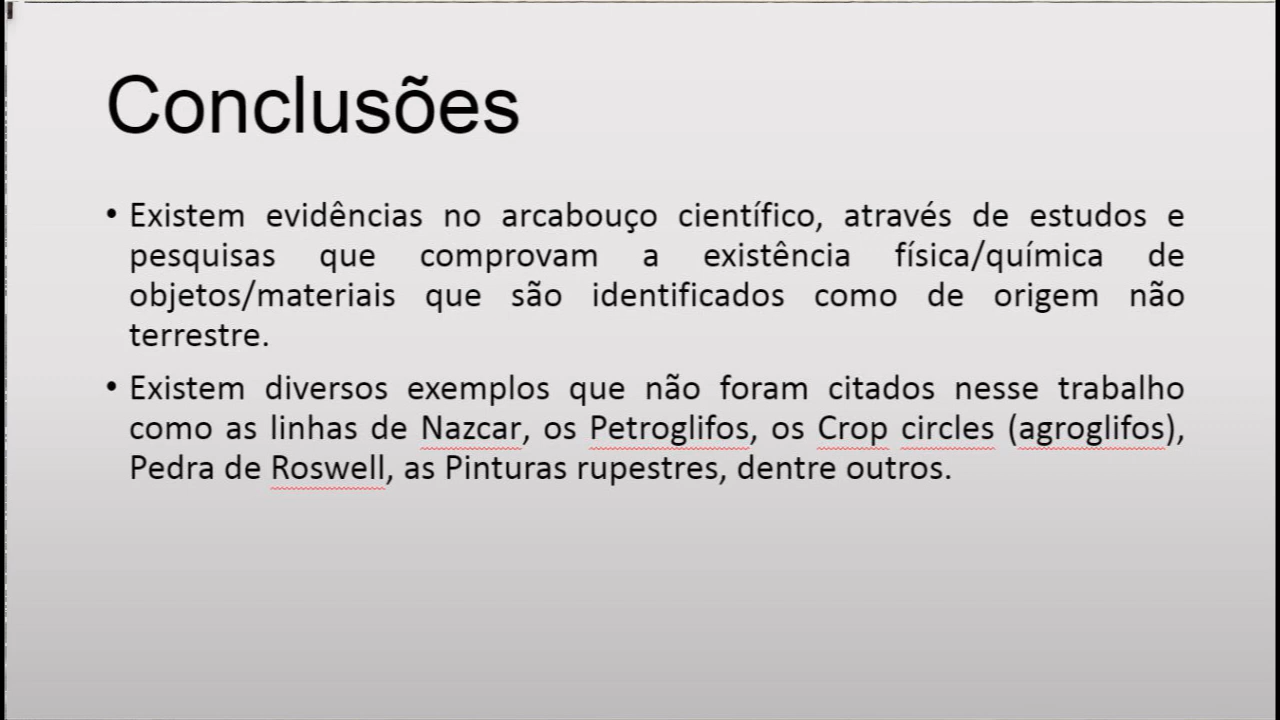 Conclusões
• Existem evidências no arcabouço científico, através de estudos e
pesquisas que comprovam a existência física/química de
objetos/materiais que são identificados como de origem não
terrestre.
• Existem diversos exemplos que não foram citados nesse trabalho
como as linhas de Nazcar, os Petroglifos, os Crop circles (agroglifos),
Pedra de Roswell, as Pinturas rupestres, dentre outros.